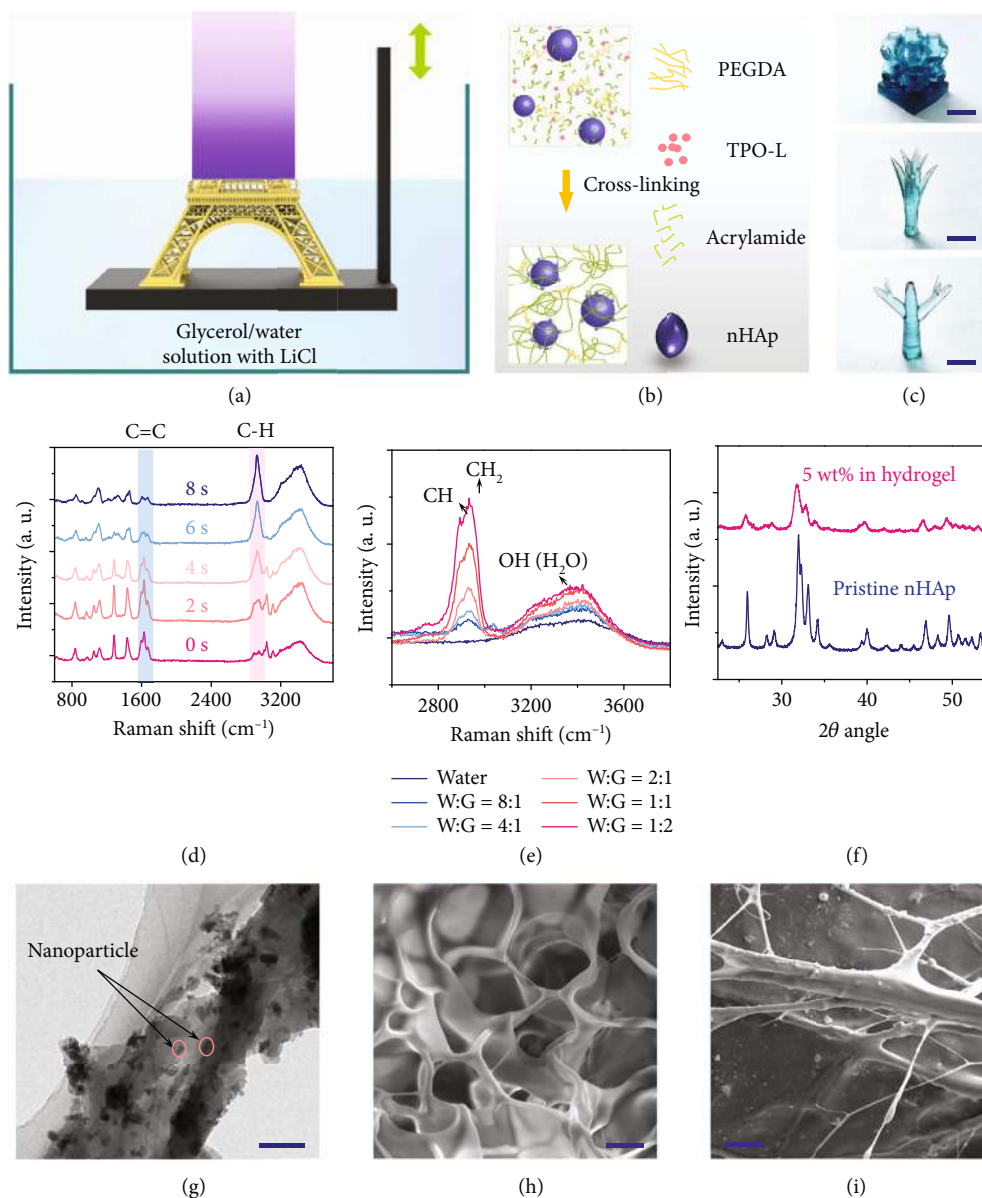 Glycerol/water
solution with LiCl
(a)
PEGDA
TPO-L
Cross-linking
Acrylamide
nHAp
(b)
(c)
C=C
C-H
8 s
6 s
4 s
2 s
0 s
Intensity (a. u.)
800
1600
2400
3200
Raman shift (cm⁻¹)
(d)
CH
CH₂
OH (H₂O)
Intensity (a. u.)
2800
3200
3600
Raman shift (cm⁻¹)
Water
W:G = 8:1
W:G = 4:1
W:G = 2:1
W:G = 1:1
W:G = 1:2
(e)
5 wt% in hydrogel
Pristine nHAp
Intensity (a. u.)
30
40
50
2θ angle
(f)
Nanoparticle
(g)
(h)
(i)